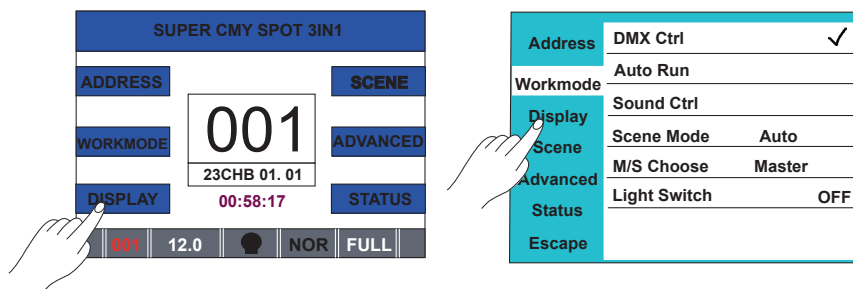 SUPER CMY SPOT 3IN1
ADDRESS
SCENE
001
WORKMODE
ADVANCED
23CHB 01. 01
DISPLAY
00:58:17
STATUS
001 12.0 NOR FULL
Address
DMX Ctrl
Workmode
Auto Run
Display
Sound Ctrl
Scene
Scene Mode Auto
Advanced
M/S Choose Master
Status
Light Switch OFF
Escape